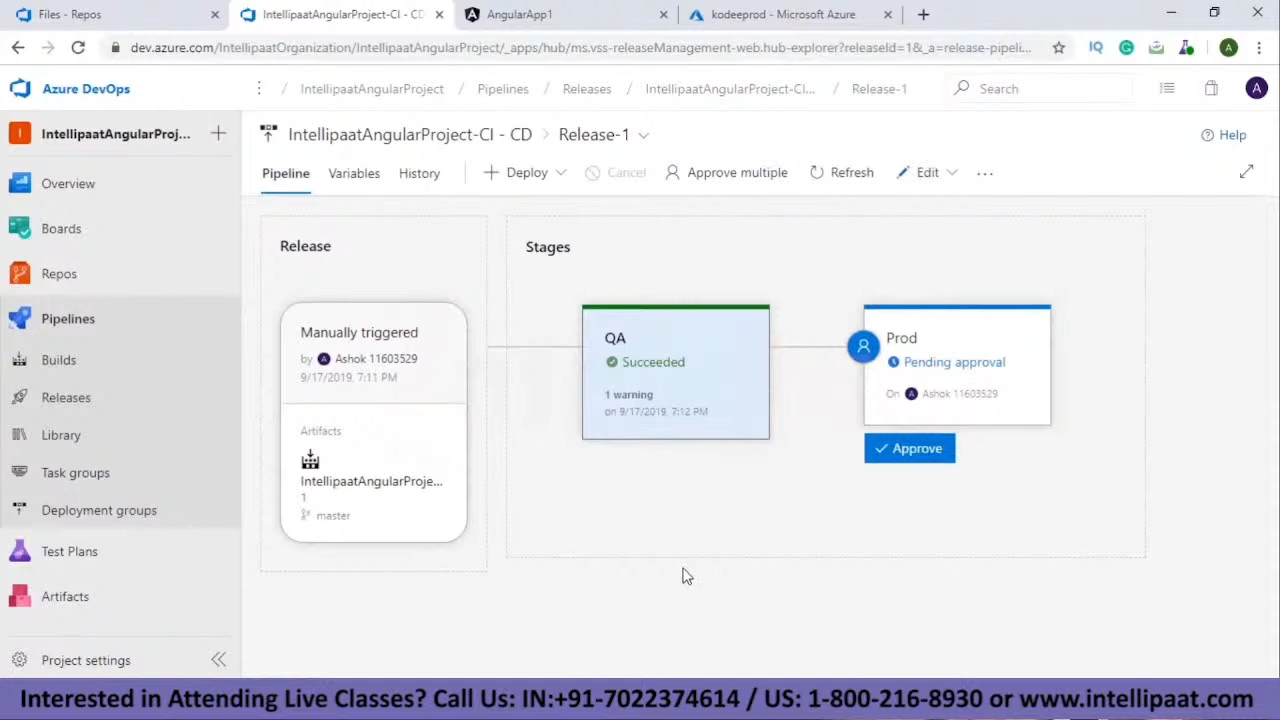 Files - Repos
IntellipaatAngularProject-CI - CD
AngularApp1
kodeeprod - Microsoft Azure
dev.azure.com/IntellipaatOrganization/IntellipaatAngularProject/_apps/hub/ms.vss-releaseManagement-web.hub-explorer?releaseId=1&_a=release-pipeli...
IQ
A
Azure DevOps
/ IntellipaatAngularProject / Pipelines / Releases / IntellipaatAngularProject-CI... / Release-1
Search
A
I IntellipaatAngularProj...
IntellipaatAngularProject-CI - CD > Release-1
Help
Pipeline
Variables
History
Deploy
Cancel
Approve multiple
Refresh
Edit
...
Overview
Boards
Repos
Pipelines
Builds
Releases
Library
Task groups
Deployment groups
Test Plans
Artifacts
Project settings
Release
Manually triggered
by A Ashok 11603529
9/17/2019, 7:11 PM
Artifacts
IntellipaatAngularProje...
1
master
Stages
QA
Succeeded
1 warning
on 9/17/2019, 7:12 PM
Prod
Pending approval
On A Ashok 11603529
Approve
Interested in Attending Live Classes? Call Us: IN:+91-7022374614 / US: 1-800-216-8930 or www.intellipaat.com